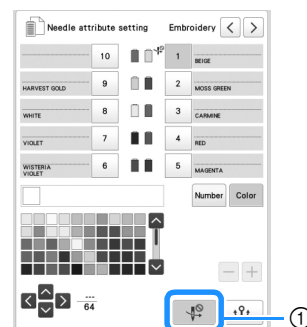 Needle attribute setting Embroidery < >
10 1 BEIGE
HARVEST GOLD 9 2 MOSS GREEN
WHITE 8 3 CARMINE
VIOLET 7 4 RED
WISTERIA VIOLET 6 5 MAGENTA
Number Color
− +
---
64
①